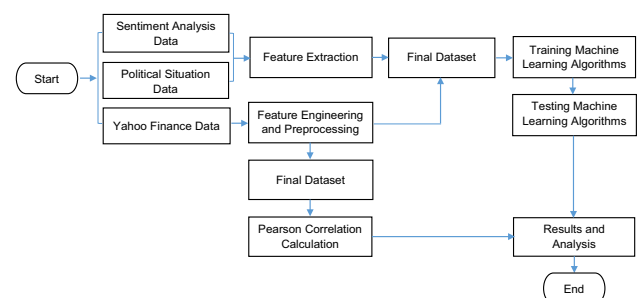 Start
Sentiment Analysis
Data
Political Situation
Data
Yahoo Finance Data
Feature Extraction
Feature Engineering
and Preprocessing
Final Dataset
Pearson Correlation
Calculation
Final Dataset
Training Machine
Learning Algorithms
Testing Machine
Learning Algorithms
Results and
Analysis
End